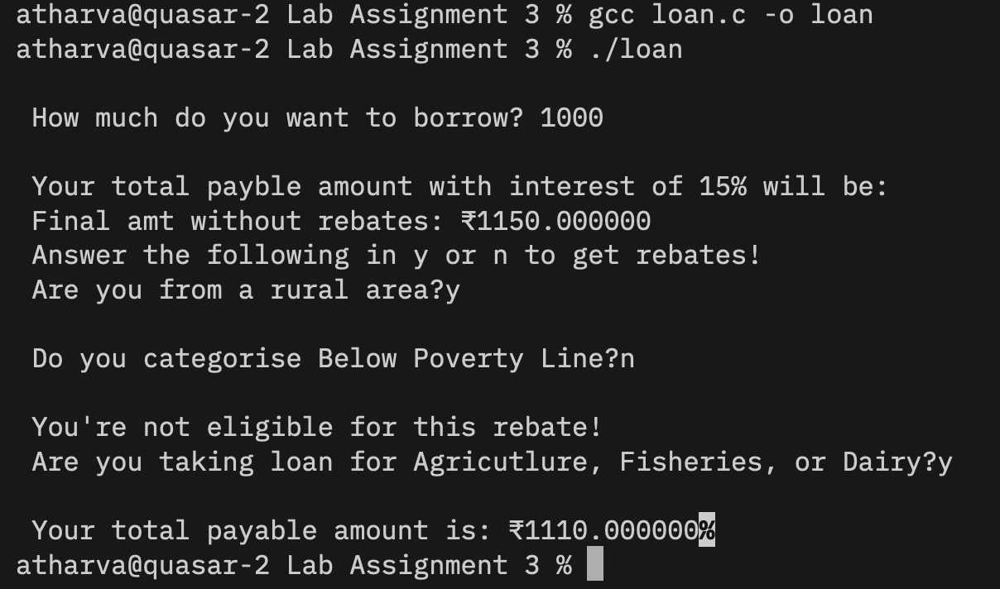 atharva@quasar-2 Lab Assignment 3 % gcc loan.c -o loan
atharva@quasar-2 Lab Assignment 3 % ./loan
How much do you want to borrow? 1000
Your total payble amount with interest of 15% will be:
Final amt without rebates: ₹1150.000000
Answer the following in y or n to get rebates!
Are you from a rural area?y
Do you categorise Below Poverty Line?n
You're not eligible for this rebate!
Are you taking loan for Agricutlure, Fisheries, or Dairy?y
Your total payable amount is: ₹1110.000000%
atharva@quasar-2 Lab Assignment 3 %